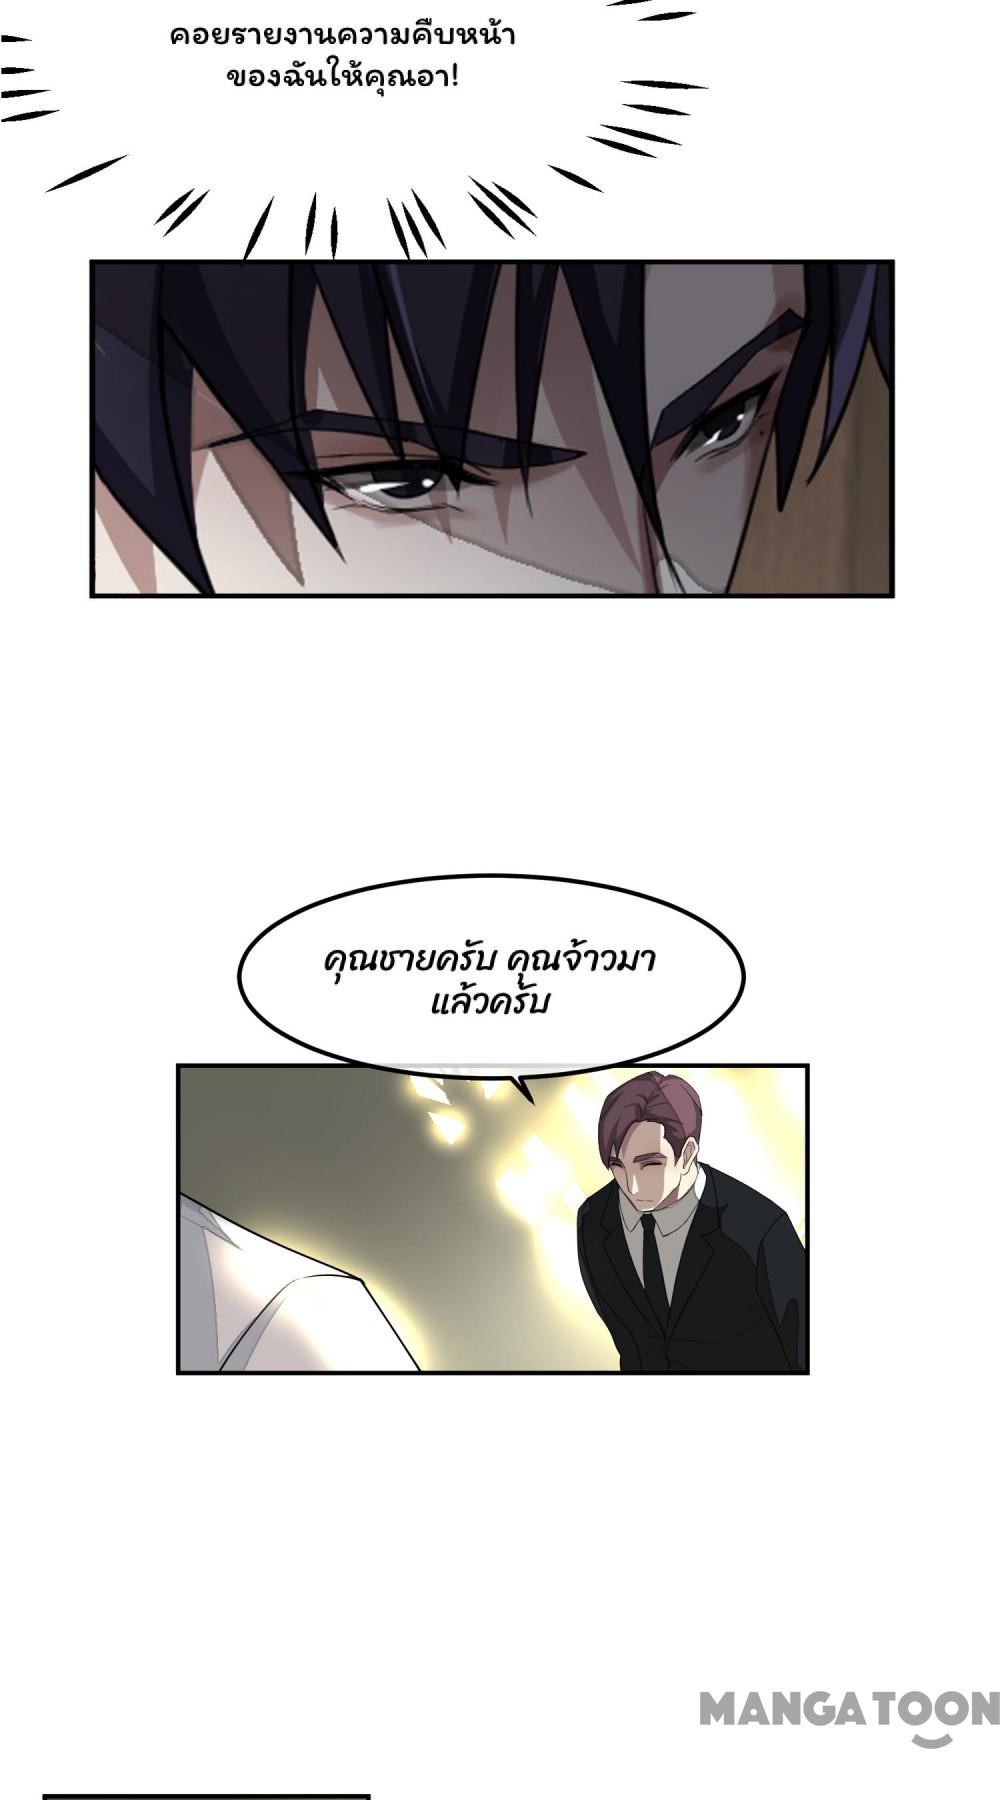 คอยรายงานความคืบหน้า
ของฉันให้คุณอา!
คุณชายครับ คุณจ้าวมา
แล้วครับ
MANGATOON